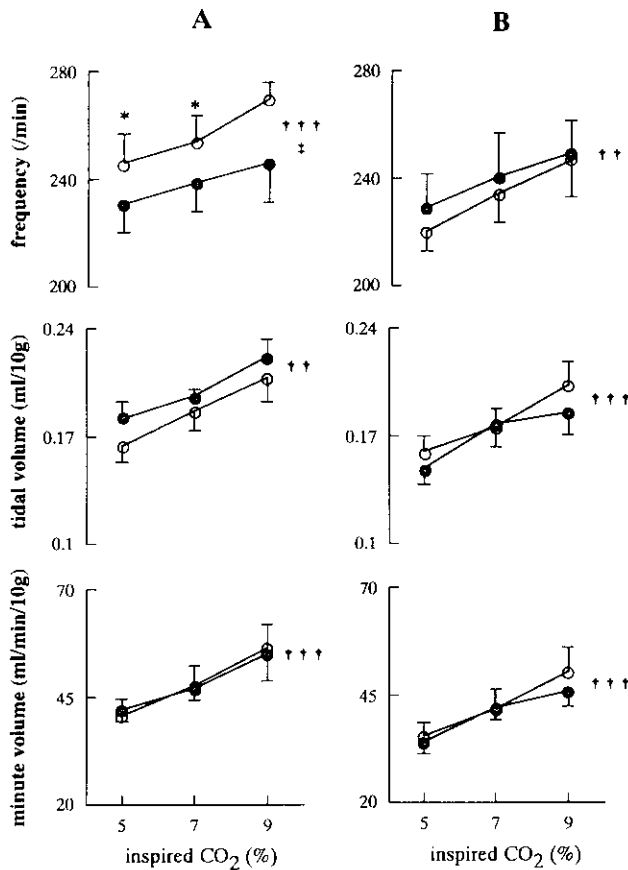 A
B
frequency (/min)
280
240
200
*
*
† † †
‡
280
240
200
† †
tidal volume (ml/10g)
0.24
0.17
0.1
† †
0.24
0.17
0.1
† † †
minute volume (ml/min/10g)
70
45
20
† † †
70
45
20
† † †
5
7
9
inspired CO2 (%)
5
7
9
inspired CO2 (%)